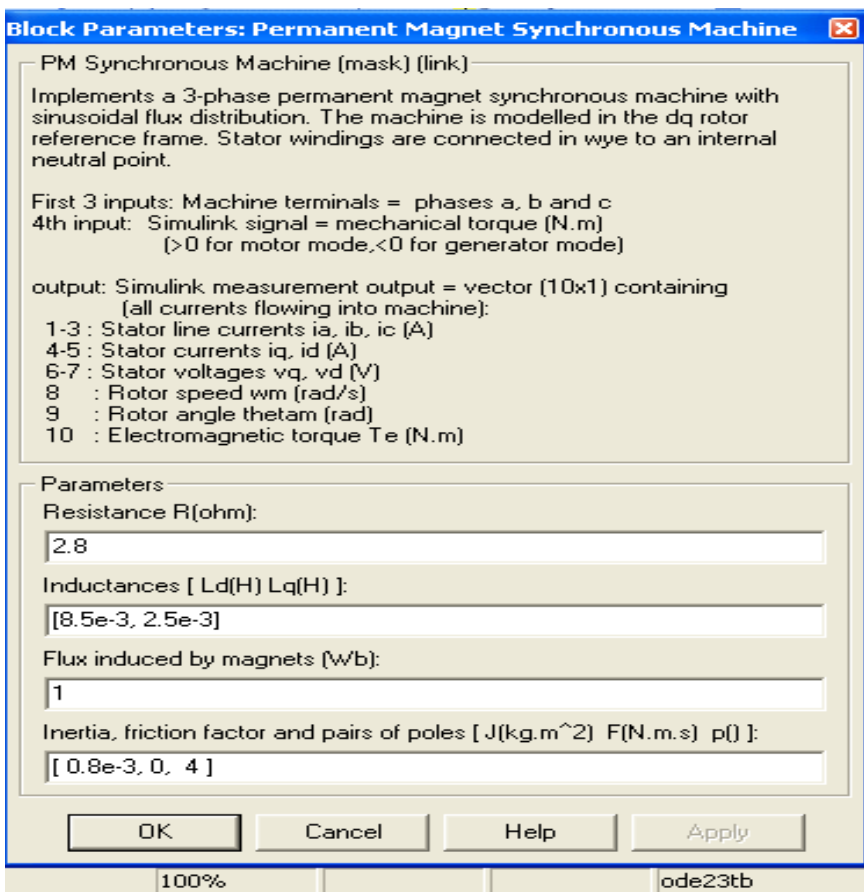 Block Parameters: Permanent Magnet Synchronous Machine
PM Synchronous Machine (mask) (link)
Implements a 3-phase permanent magnet synchronous machine with
sinusoidal flux distribution. The machine is modelled in the dq rotor
reference frame. Stator windings are connected in wye to an internal
neutral point.
First 3 inputs: Machine terminals = phases a, b and c
4th input: Simulink signal = mechanical torque (N.m)
(>0 for motor mode,<0 for generator mode)
output: Simulink measurement output = vector (10x1) containing
(all currents flowing into machine):
1-3 : Stator line currents ia, ib, ic (A)
4-5 : Stator currents iq, id (A)
6-7 : Stator voltages vq, vd (V)
8 : Rotor speed wm (rad/s)
9 : Rotor angle thetam (rad)
10 : Electromagnetic torque Te (N.m)
Parameters
Resistance R(ohm):
2.8
Inductances [ Ld(H) Lq(H) ]:
[8.5e-3, 2.5e-3]
Flux induced by magnets (Wb):
1
Inertia, friction factor and pairs of poles [ J(kg.m^2) F(N.m.s) p() ]:
[ 0.8e-3, 0, 4 ]
OK Cancel Help Apply
100% ode23tb